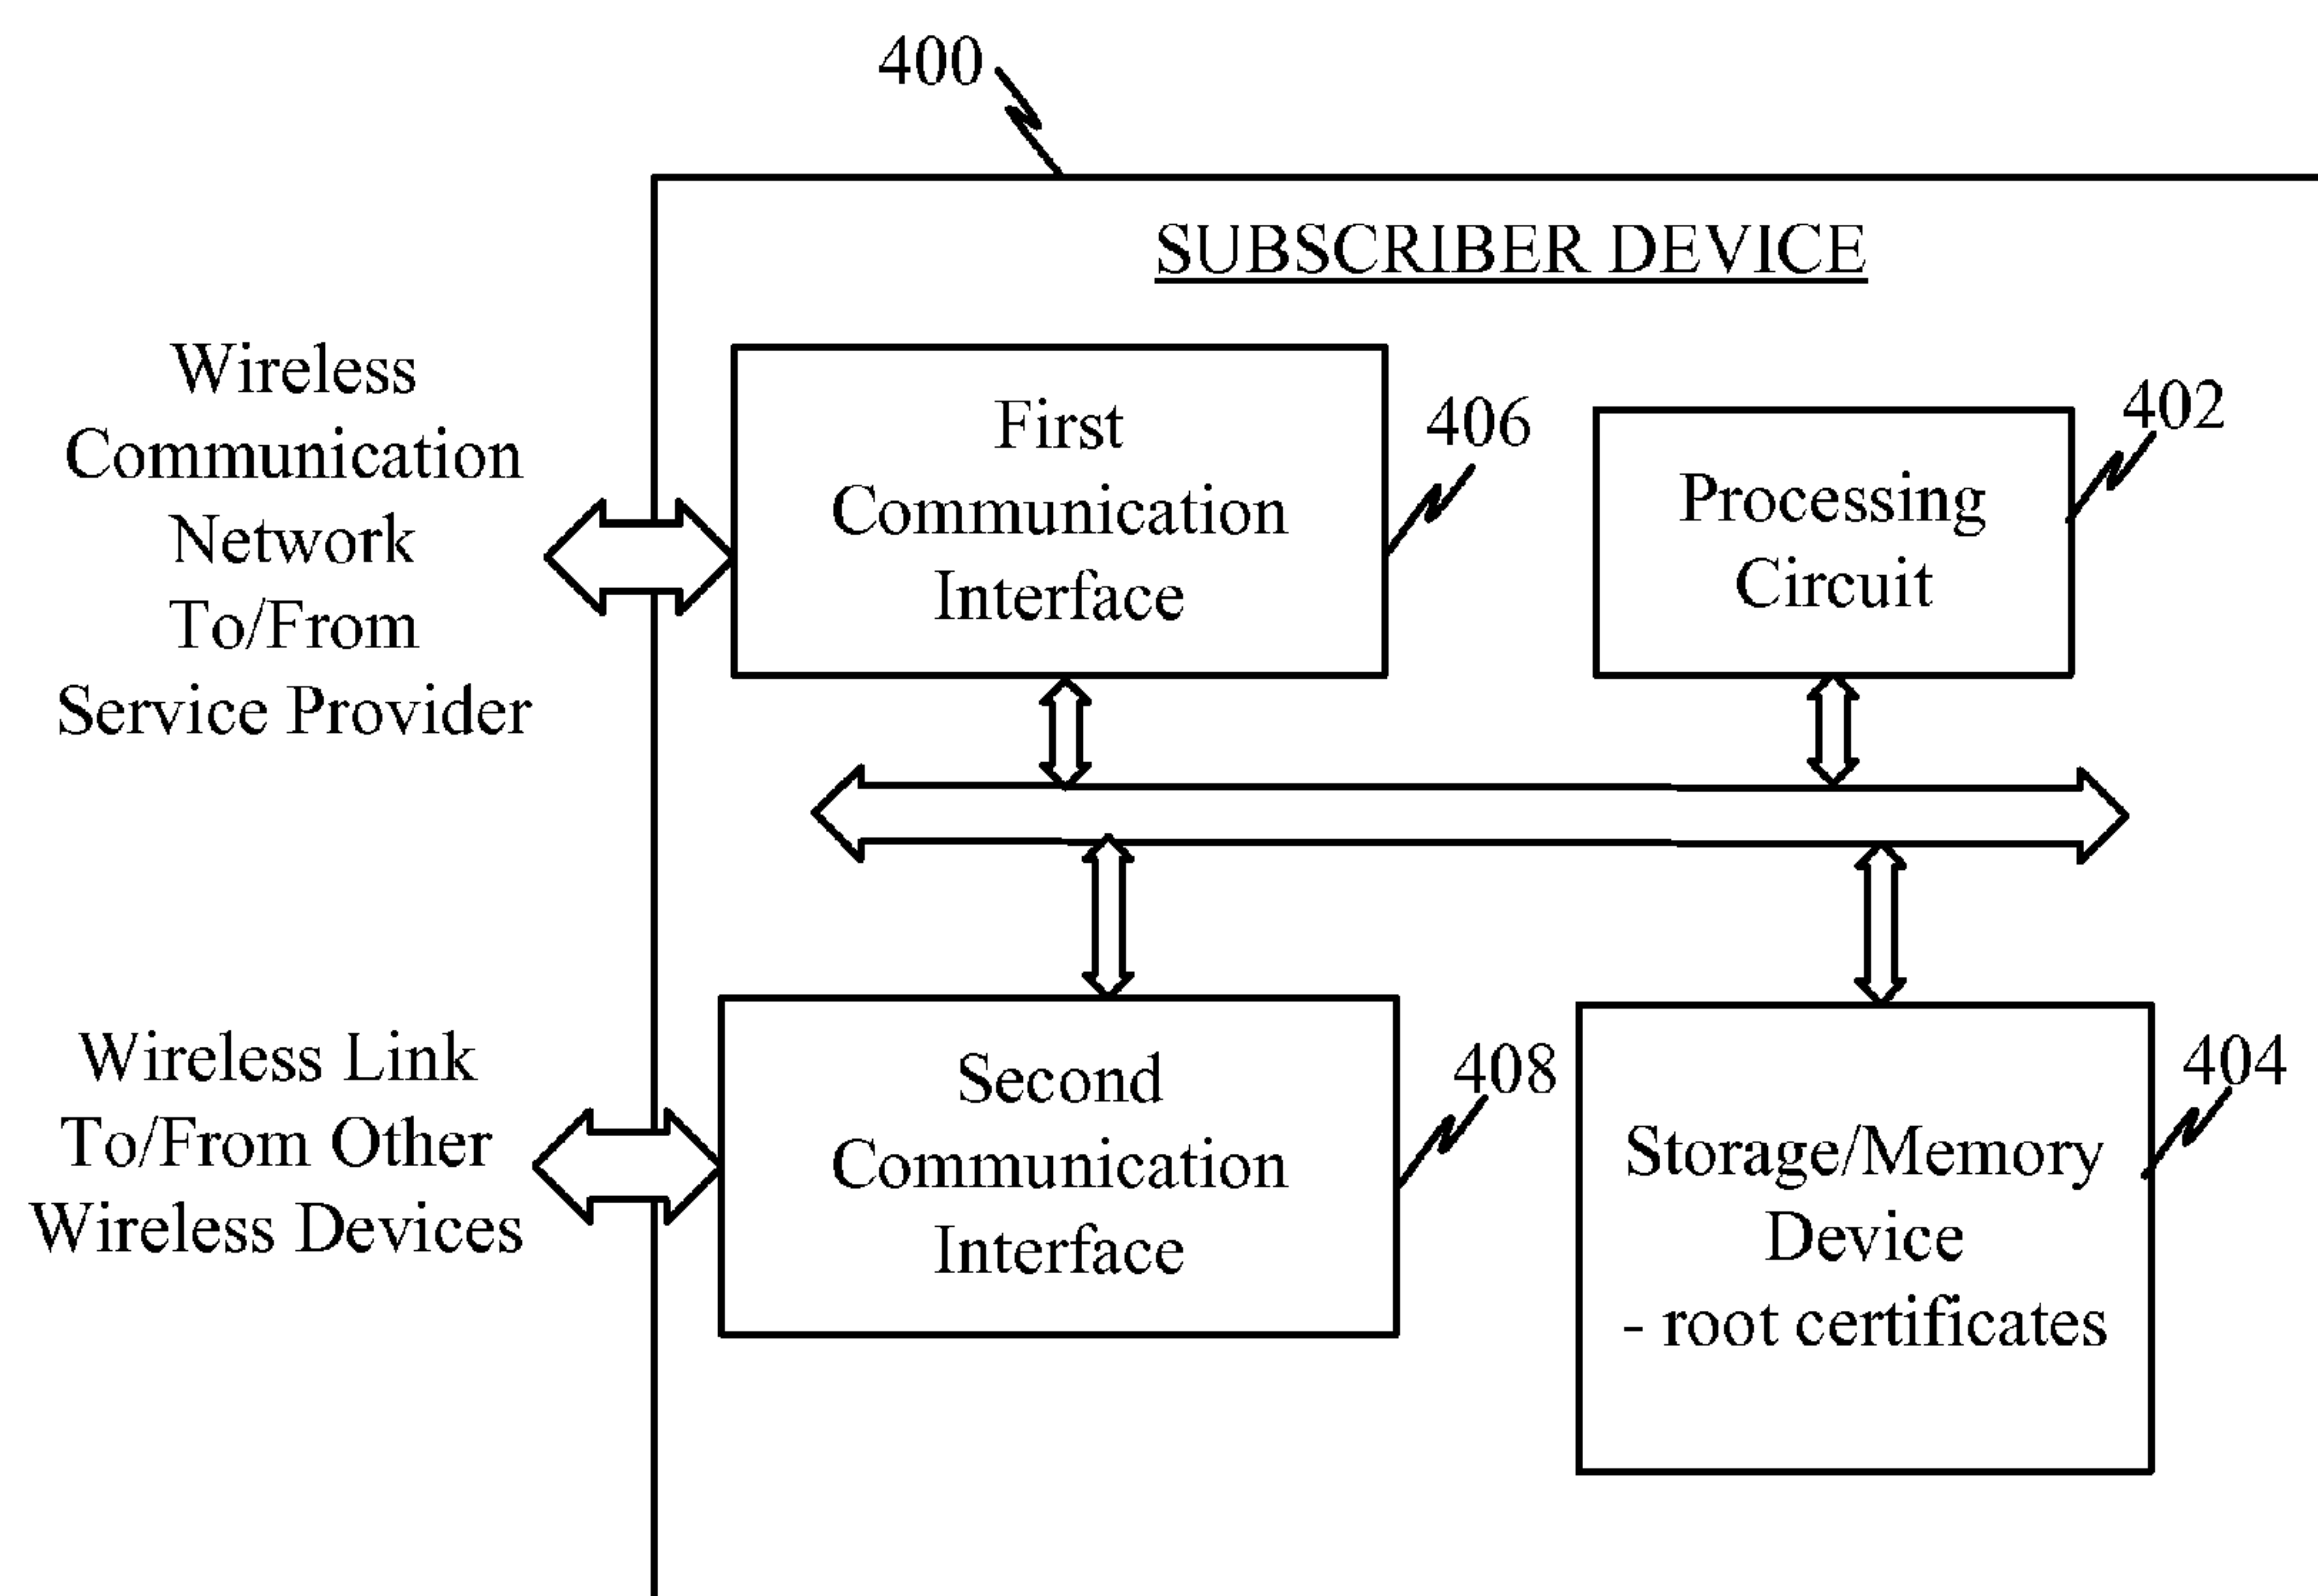 400
SUBSCRIBER DEVICE
Wireless
Communication
Network
To/From
Service Provider
First
Communication
Interface
406
Processing
Circuit
402
Wireless Link
To/From Other
Wireless Devices
Second
Communication
Interface
408
Storage/Memory
Device
- root certificates
404